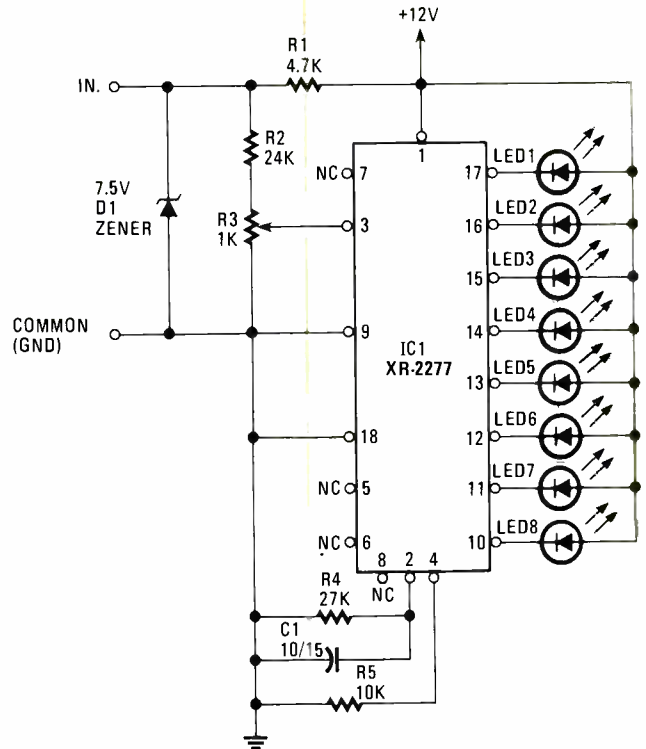 +12V
R1
4.7K
IN.
R2
24K
7.5V
D1
ZENER
R3
1K
COMMON
(GND)
NC
7
3
9
18
NC
5
NC
6
1
IC1
XR-2277
17
LED1
16
LED2
15
LED3
14
LED4
13
LED5
12
LED6
11
LED7
10
LED8
8
2
4
NC
R4
27K
C1
10/15
R5
10K